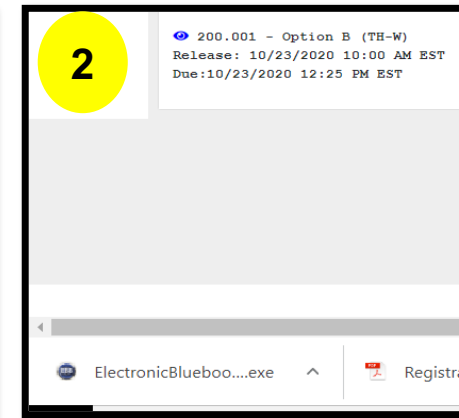 2
200.001 - Option B (TH-W)
Release: 10/23/2020 10:00 AM EST
Due:10/23/2020 12:25 PM EST
ElectronicBlueboo....exe
Registra